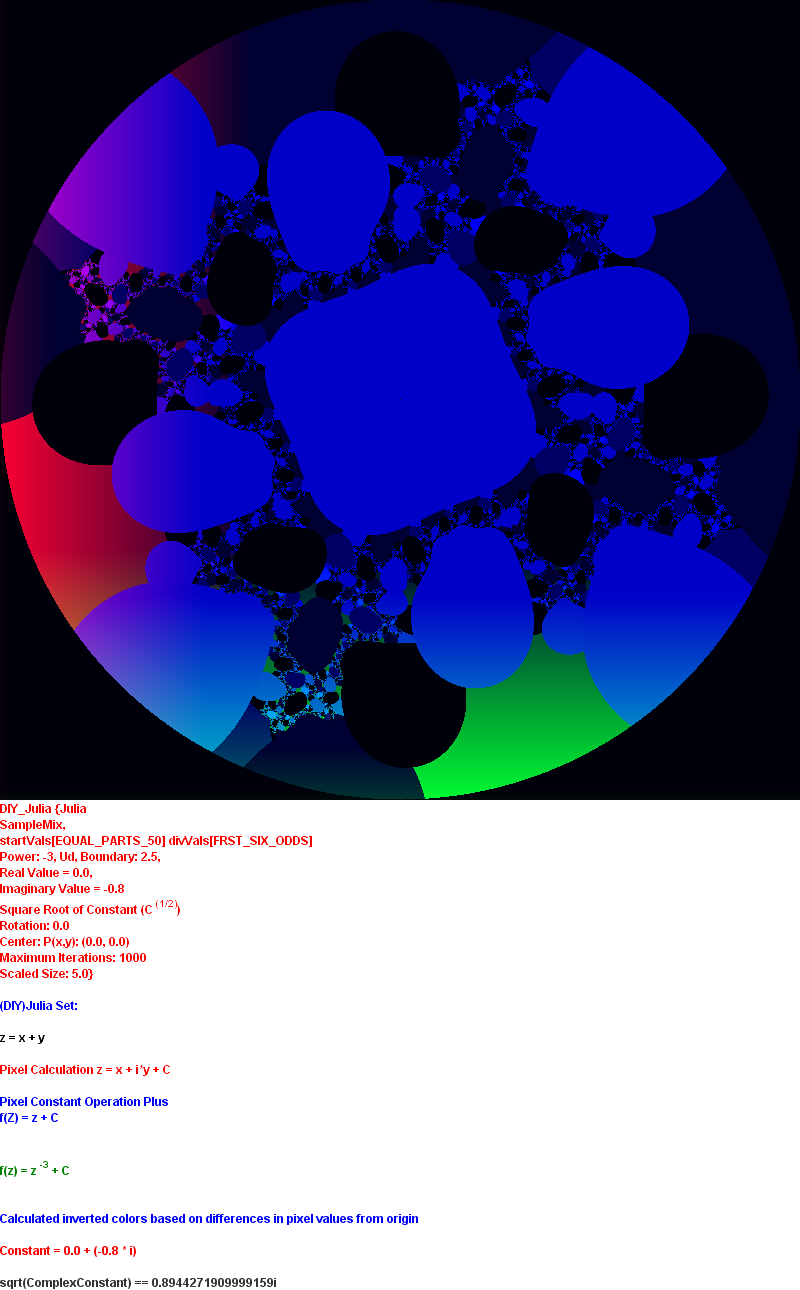 DIY_Julia {Julia
SampleMix,
startVals[EQUAL_PARTS_50] divVals[FRST_SIX_ODDS]
Power: -3, Ud, Boundary: 2.5,
Real Value = 0.0,
Imaginary Value = -0.8
Square Root of Constant (C (1/2))
Rotation: 0.0
Center: P(x,y): (0.0, 0.0)
Maximum Iterations: 1000
Scaled Size: 5.0}
(DIY)Julia Set:
z = x + y
Pixel Calculation z = x + i*y + C
Pixel Constant Operation Plus
f(Z) = z + C
f(z) = z -3 + C
Calculated inverted colors based on differences in pixel values from origin
Constant = 0.0 + (-0.8 * i)
sqrt(ComplexConstant) == 0.8944271909999159i